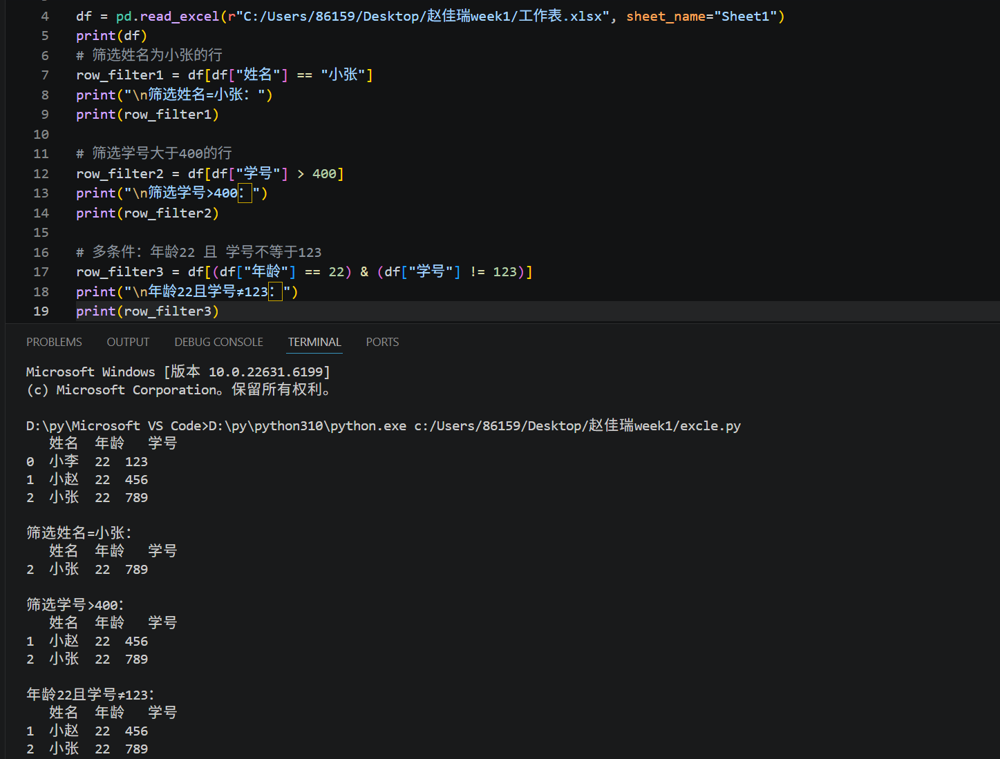 4 df = pd.read_excel(r"C:/Users/86159/Desktop/赵佳瑞week1/工作表.xlsx", sheet_name="Sheet1")
5 print(df)
6 # 筛选姓名为小张的行
7 row_filter1 = df[df["姓名"] == "小张"]
8 print("\n筛选姓名=小张：")
9 print(row_filter1)
10
11 # 筛选学号大于400的行
12 row_filter2 = df[df["学号"] > 400]
13 print("\n筛选学号>400：")
14 print(row_filter2)
15
16 # 多条件：年龄22 且 学号不等于123
17 row_filter3 = df[(df["年龄"] == 22) & (df["学号"] != 123)]
18 print("\n年龄22且学号≠123：")
19 print(row_filter3)
PROBLEMS OUTPUT DEBUG CONSOLE TERMINAL PORTS
Microsoft Windows [版本 10.0.22631.6199]
(c) Microsoft Corporation。保留所有权利。
D:\py\Microsoft VS Code>D:\py\python310\python.exe c:/Users/86159/Desktop/赵佳瑞week1/excle.py
姓名 年龄 学号
0 小李 22 123
1 小赵 22 456
2 小张 22 789
筛选姓名=小张：
姓名 年龄 学号
2 小张 22 789
筛选学号>400：
姓名 年龄 学号
1 小赵 22 456
2 小张 22 789
年龄22且学号≠123：
姓名 年龄 学号
1 小赵 22 456
2 小张 22 789